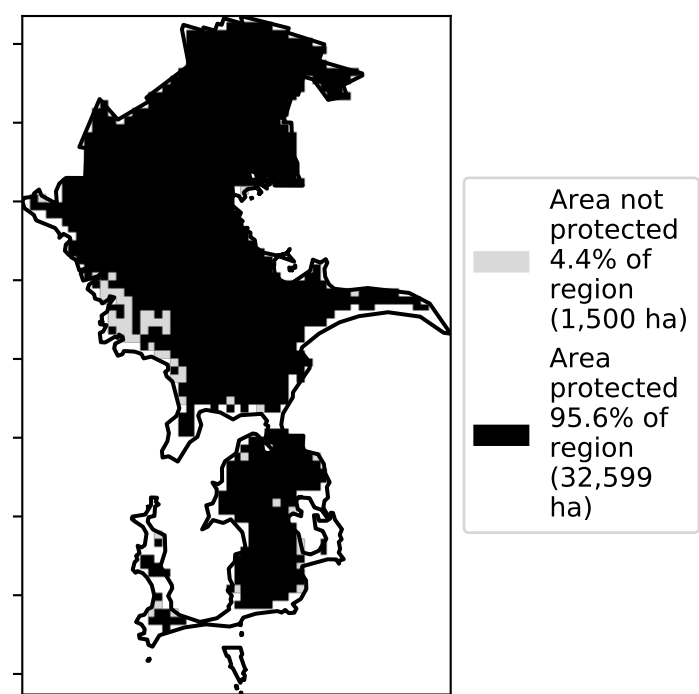 Area not
protected
4.4% of
region
(1,500 ha)
Area
protected
95.6% of
region
(32,599
ha)